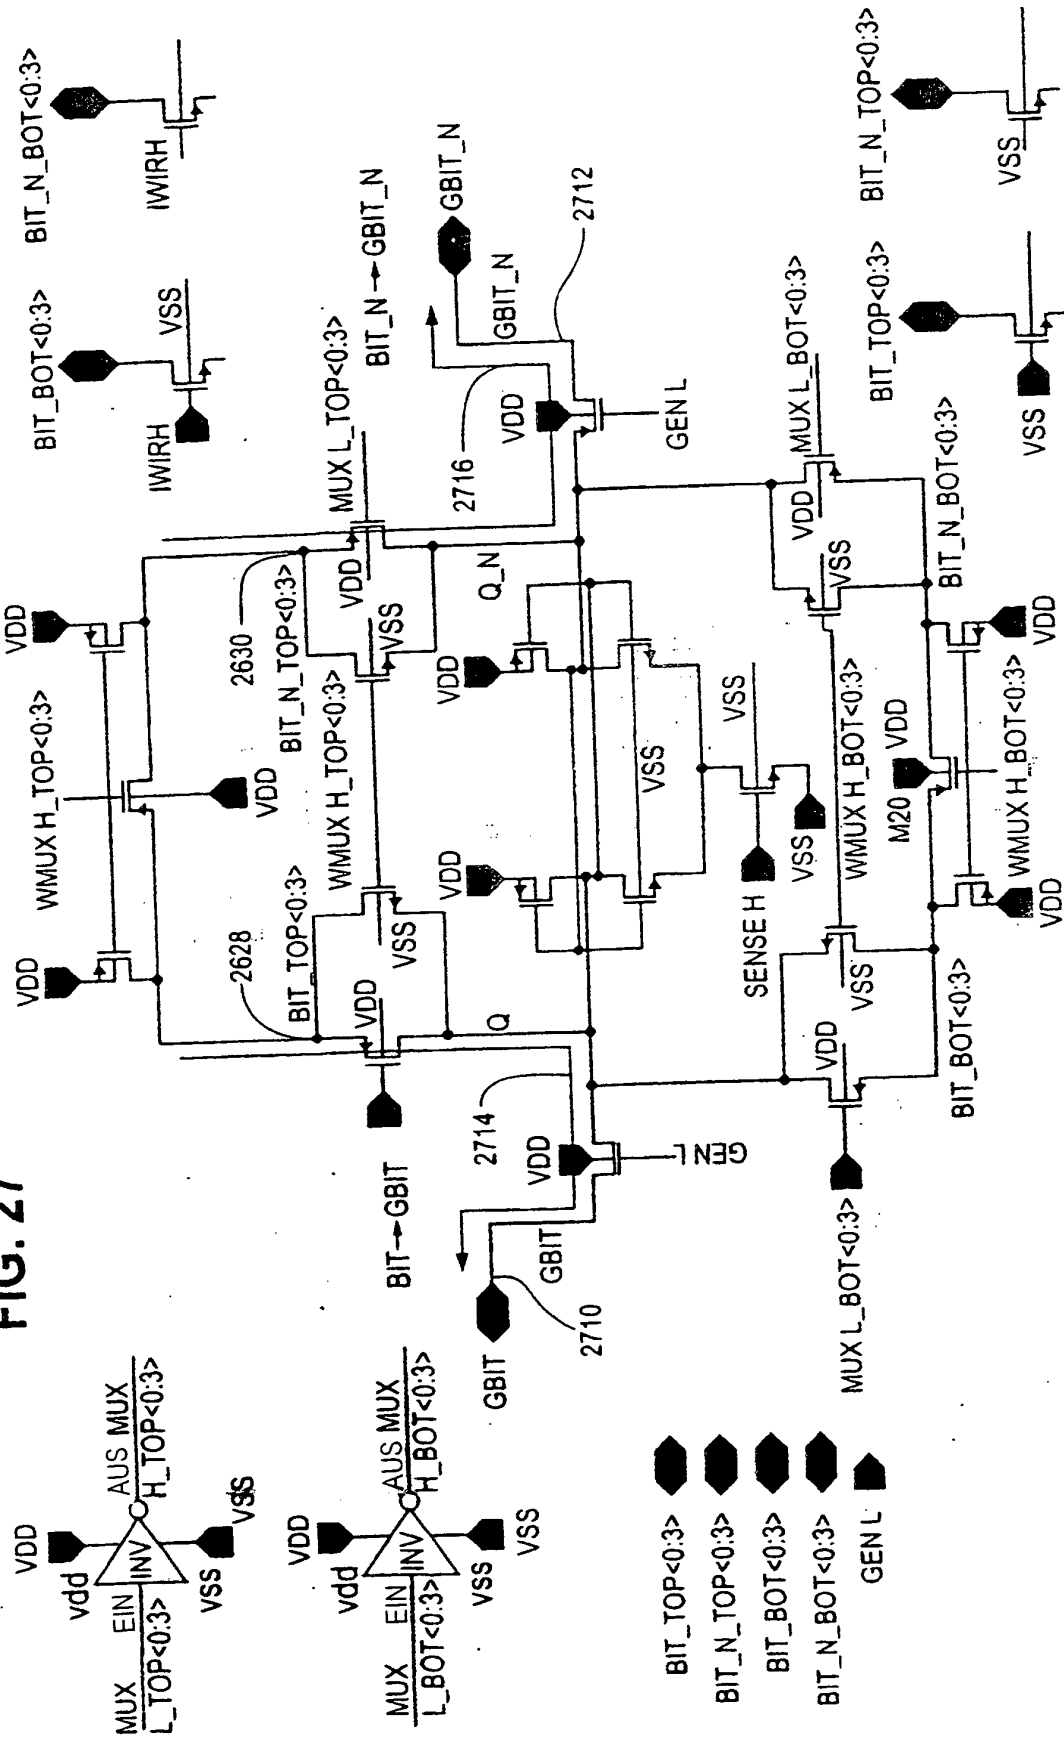 FIG. 27
MUX
L_TOP<0:3>
EIN
VDD
vdd
INV
VSS
VSS
AUS MUX
H_TOP<0:3>
MUX
L_BOT<0:3>
EIN
VDD
vdd
INV
VSS
VSS
AUS MUX
H_BOT<0:3>
BIT_TOP<0:3>
BIT_N_TOP<0:3>
BIT_BOT<0:3>
BIT_N_BOT<0:3>
GEN L
VDD
WMUX H_TOP<0:3>
VDD
VDD
2628
2630
BIT_TOP<0:3>
BIT_N_TOP<0:3>
BIT→GBIT
VDD
VSS
WMUX H_TOP<0:3>
VSS
VDD
MUX L_TOP<0:3>
BIT_N→GBIT_N
Q
Q_N
GBIT
2710
GBIT
2714
VDD
GEN L
VDD
VDD
VSS
SENSE H
VSS
VSS
2716
VDD
GEN L
GBIT_N
GBIT_N
2712
MUX L_BOT<0:3>
VDD
VSS
WMUX H_BOT<0:3>
VSS
VDD
MUX L_BOT<0:3>
BIT_BOT<0:3>
BIT_N_BOT<0:3>
M20
VDD
VDD
WMUX H_BOT<0:3>
VDD
BIT_BOT<0:3>
IWIRH
VSS
BIT_N_BOT<0:3>
IWIRH
BIT_TOP<0:3>
VSS
BIT_N_TOP<0:3>
VSS